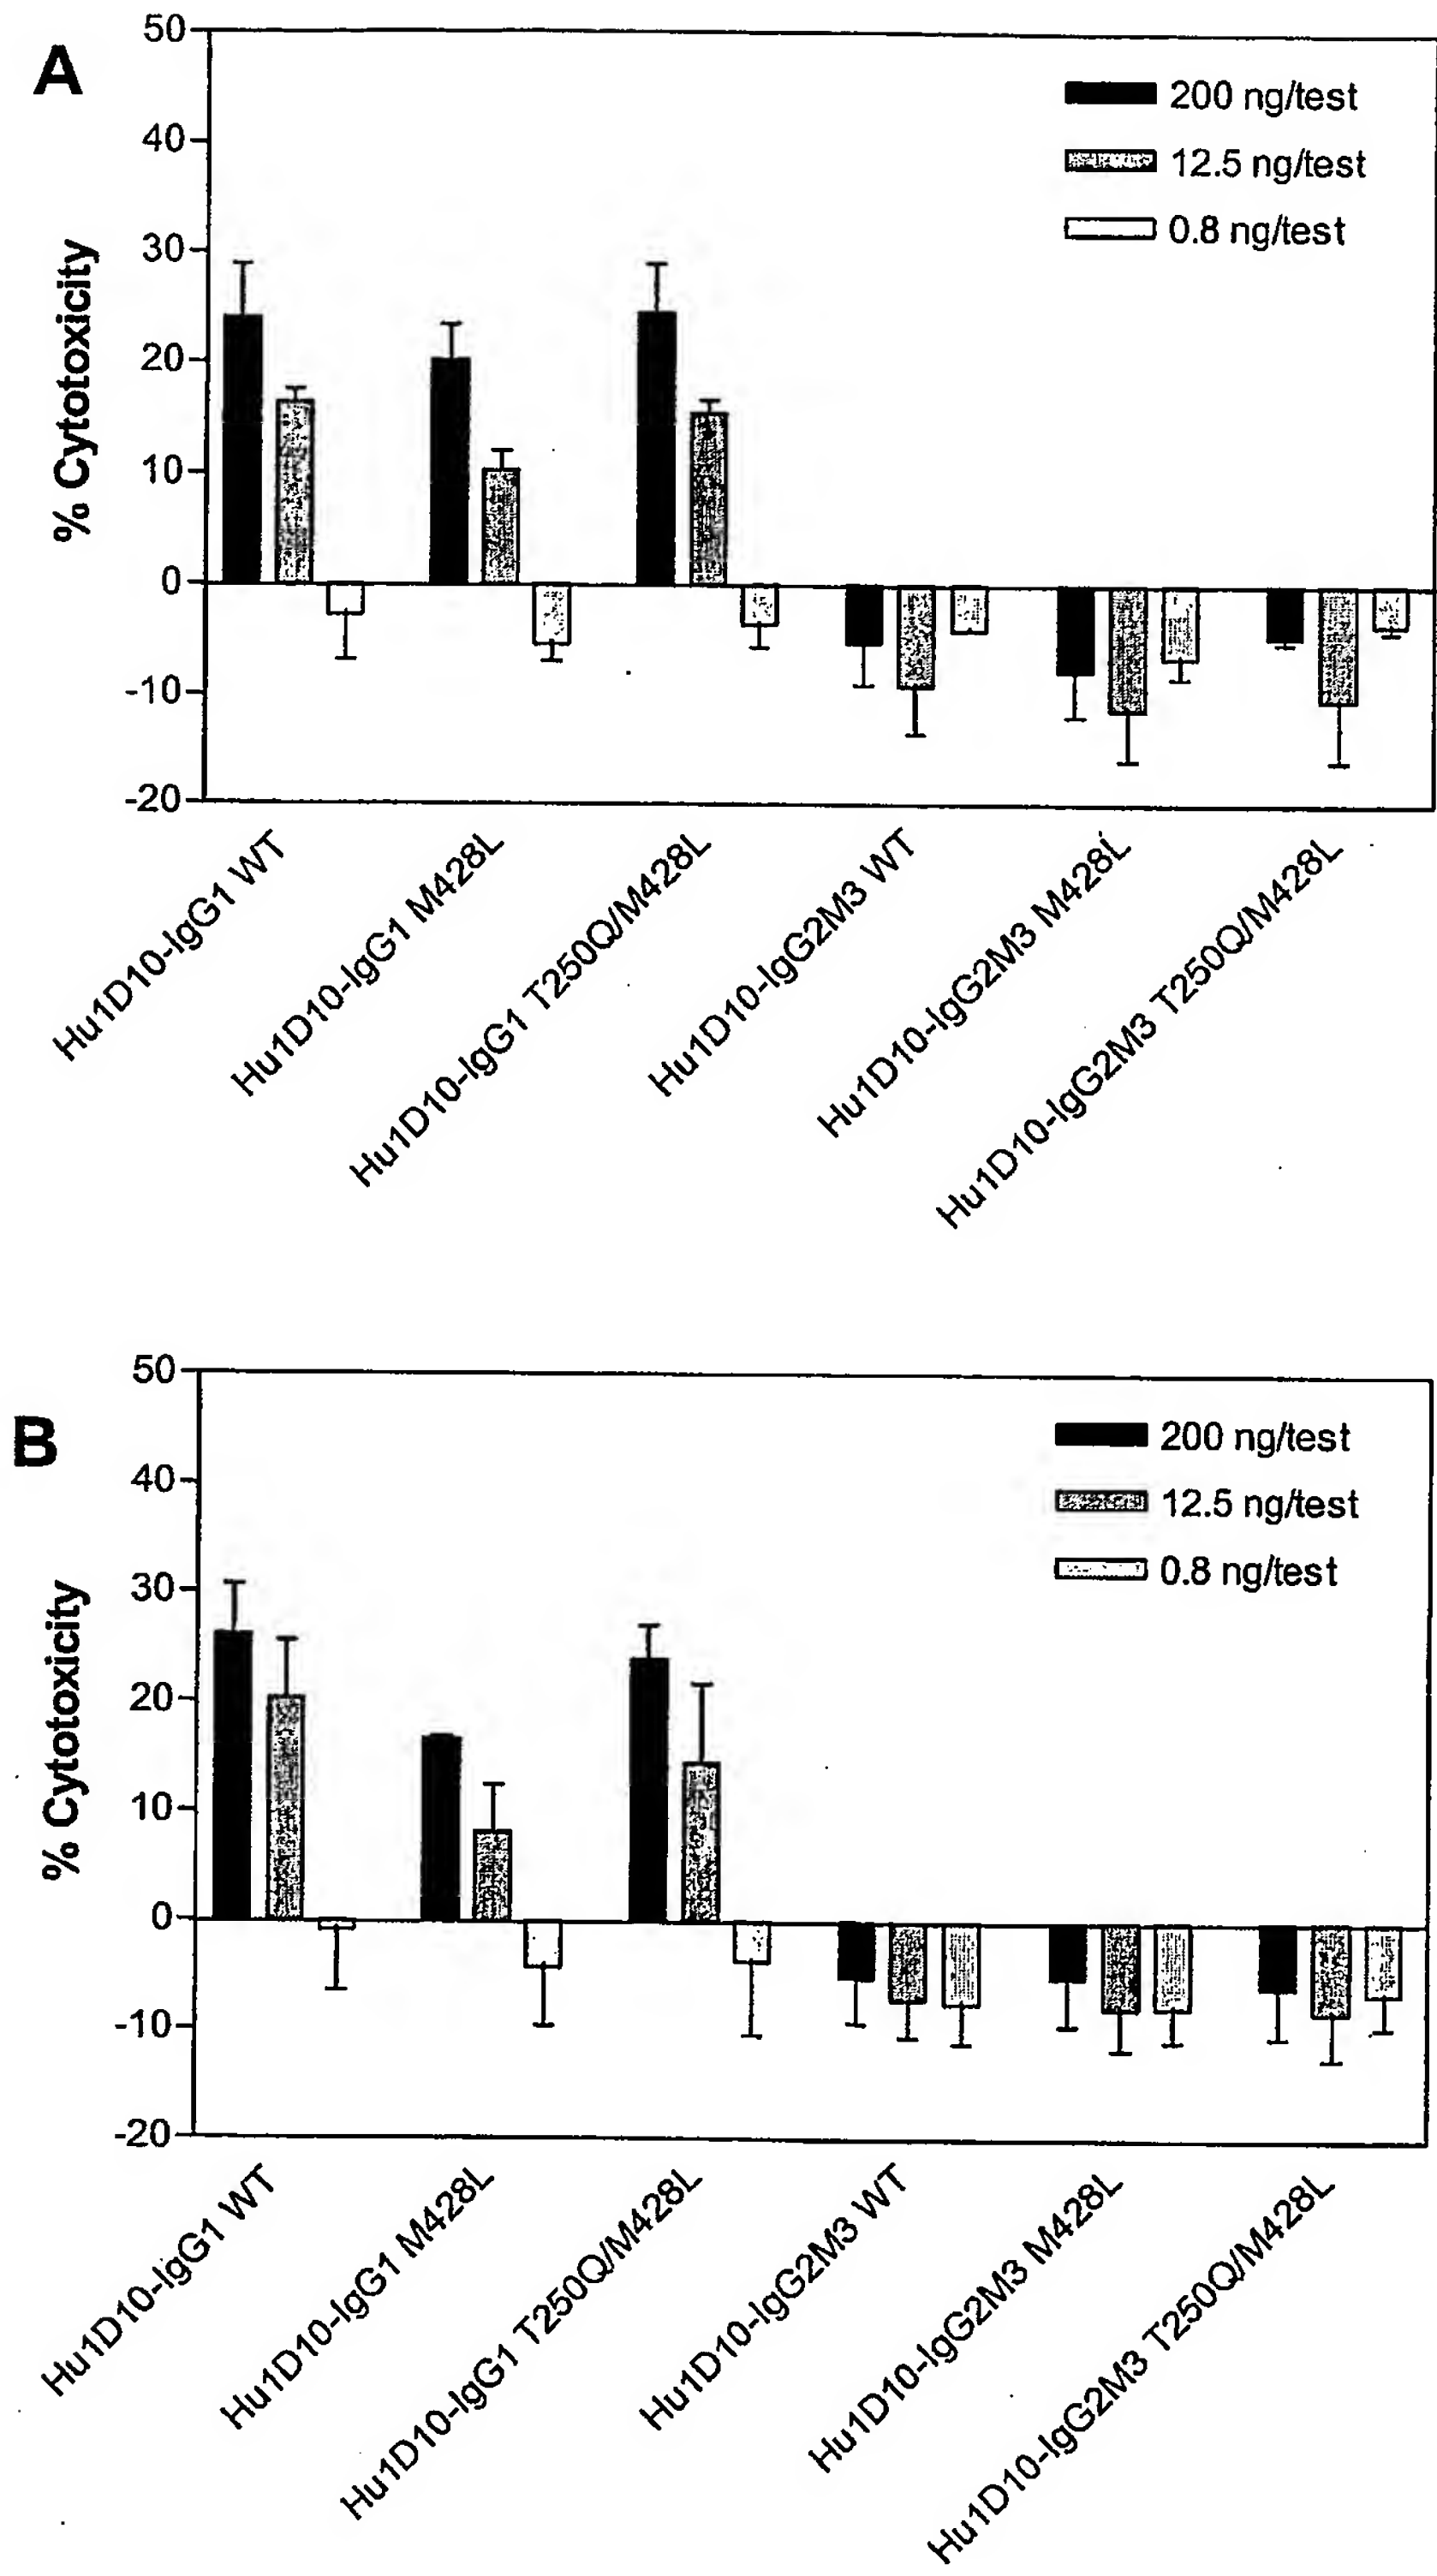 A
50
40
30
20
10
0
-10
-20
% Cytotoxicity
200 ng/test
12.5 ng/test
0.8 ng/test
Hu1D10-IgG1 WT
Hu1D10-IgG1 M428L
Hu1D10-IgG1 T250Q/M428L
Hu1D10-IgG2M3 WT
Hu1D10-IgG2M3 M428L
Hu1D10-IgG2M3 T250Q/M428L
B
50
40
30
20
10
0
-10
-20
% Cytotoxicity
200 ng/test
12.5 ng/test
0.8 ng/test
Hu1D10-IgG1 WT
Hu1D10-IgG1 M428L
Hu1D10-IgG1 T250Q/M428L
Hu1D10-IgG2M3 WT
Hu1D10-IgG2M3 M428L
Hu1D10-IgG2M3 T250Q/M428L